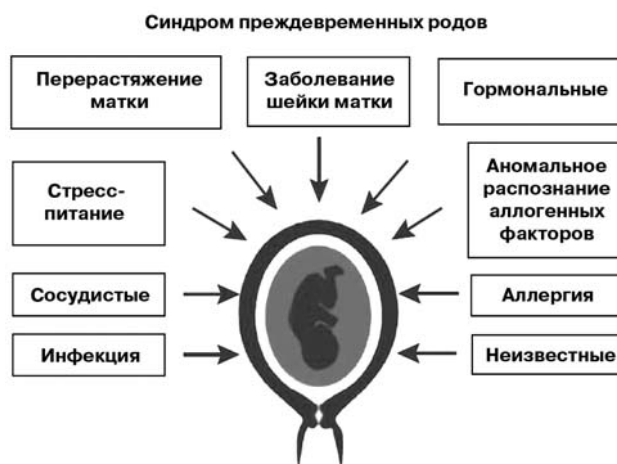 Синдром преждевременных родов
Перерастяжение
матки
Заболевание
шейки матки
Гормональные
Стресс-
питание
Аномальное
распознание
аллогенных
факторов
Сосудистые
Аллергия
Инфекция
Неизвестные